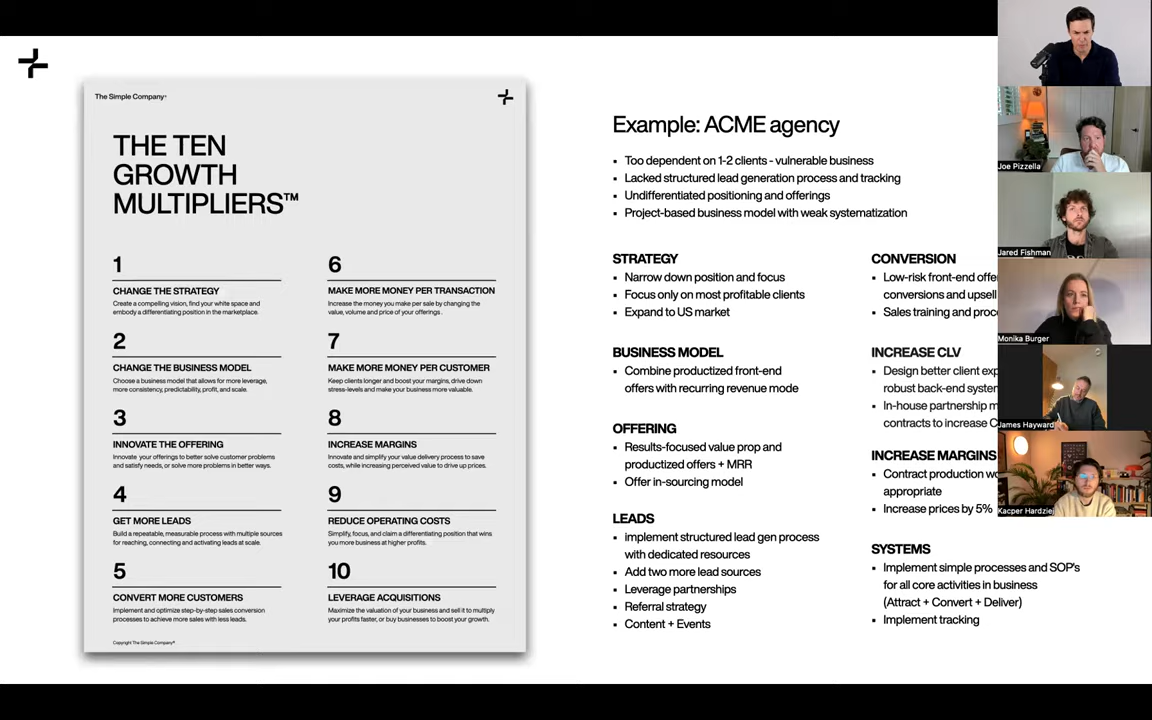 The Simple Company+
THE TEN
GROWTH
MULTIPLIERS™
1
CHANGE THE STRATEGY
Create a compelling vision, find your white space and
embody a differentiating position in the marketplace.
2
CHANGE THE BUSINESS MODEL
Choose a business model that allows for more leverage,
more consistency, predictability, profit, and scale.
3
INNOVATE THE OFFERING
Innovate your offerings to better solve customer problems
and satisfy needs, or solve more problems in better ways.
4
GET MORE LEADS
Build a repeatable, measurable process with multiple sources
for reaching, connecting and activating leads at scale.
5
CONVERT MORE CUSTOMERS
Implement and optimize step-by-step sales conversion
processes to achieve more sales with less leads.
6
MAKE MORE MONEY PER TRANSACTION
Increase the money you make per sale by changing the
value, volume and price of your offerings.
7
MAKE MORE MONEY PER CUSTOMER
Keep clients longer and boost your margins, drive down
stress-levels and make your business more valuable.
8
INCREASE MARGINS
Innovate and simplify your value delivery process to save
costs, while increasing perceived value to drive up prices.
9
REDUCE OPERATING COSTS
Simplify, focus, and claim a differentiating position that wins
you more business at higher profits.
10
LEVERAGE ACQUISITIONS
Maximize the valuation of your business and sell it to multiply
your profits faster, or buy businesses to boost your growth.
Copyright The Simple Company®
Example: ACME agency
▪ Too dependent on 1-2 clients - vulnerable business
▪ Lacked structured lead generation process and tracking
▪ Undifferentiated positioning and offerings
▪ Project-based business model with weak systematization
STRATEGY
▪ Narrow down position and focus
▪ Focus only on most profitable clients
▪ Expand to US market
BUSINESS MODEL
▪ Combine productized front-end
offers with recurring revenue mode
OFFERING
▪ Results-focused value prop and
productized offers + MRR
▪ Offer in-sourcing model
LEADS
▪ implement structured lead gen process
with dedicated resources
▪ Add two more lead sources
▪ Leverage partnerships
▪ Referral strategy
▪ Content + Events
CONVERSION
▪ Low-risk front-end offe
conversions and upsell
▪ Sales training and proc
INCREASE CLV
▪ Design better client exp
robust back-end system
▪ In-house partnership m
contracts to increase C
INCREASE MARGINS
▪ Contract production wo
appropriate
▪ Increase prices by 5%
SYSTEMS
▪ Implement simple processes and SOP's
for all core activities in business
(Attract + Convert + Deliver)
▪ Implement tracking
Joe Pizzella
Jared Fishman
Monika Burger
James Hayward
Kacper Hardziej